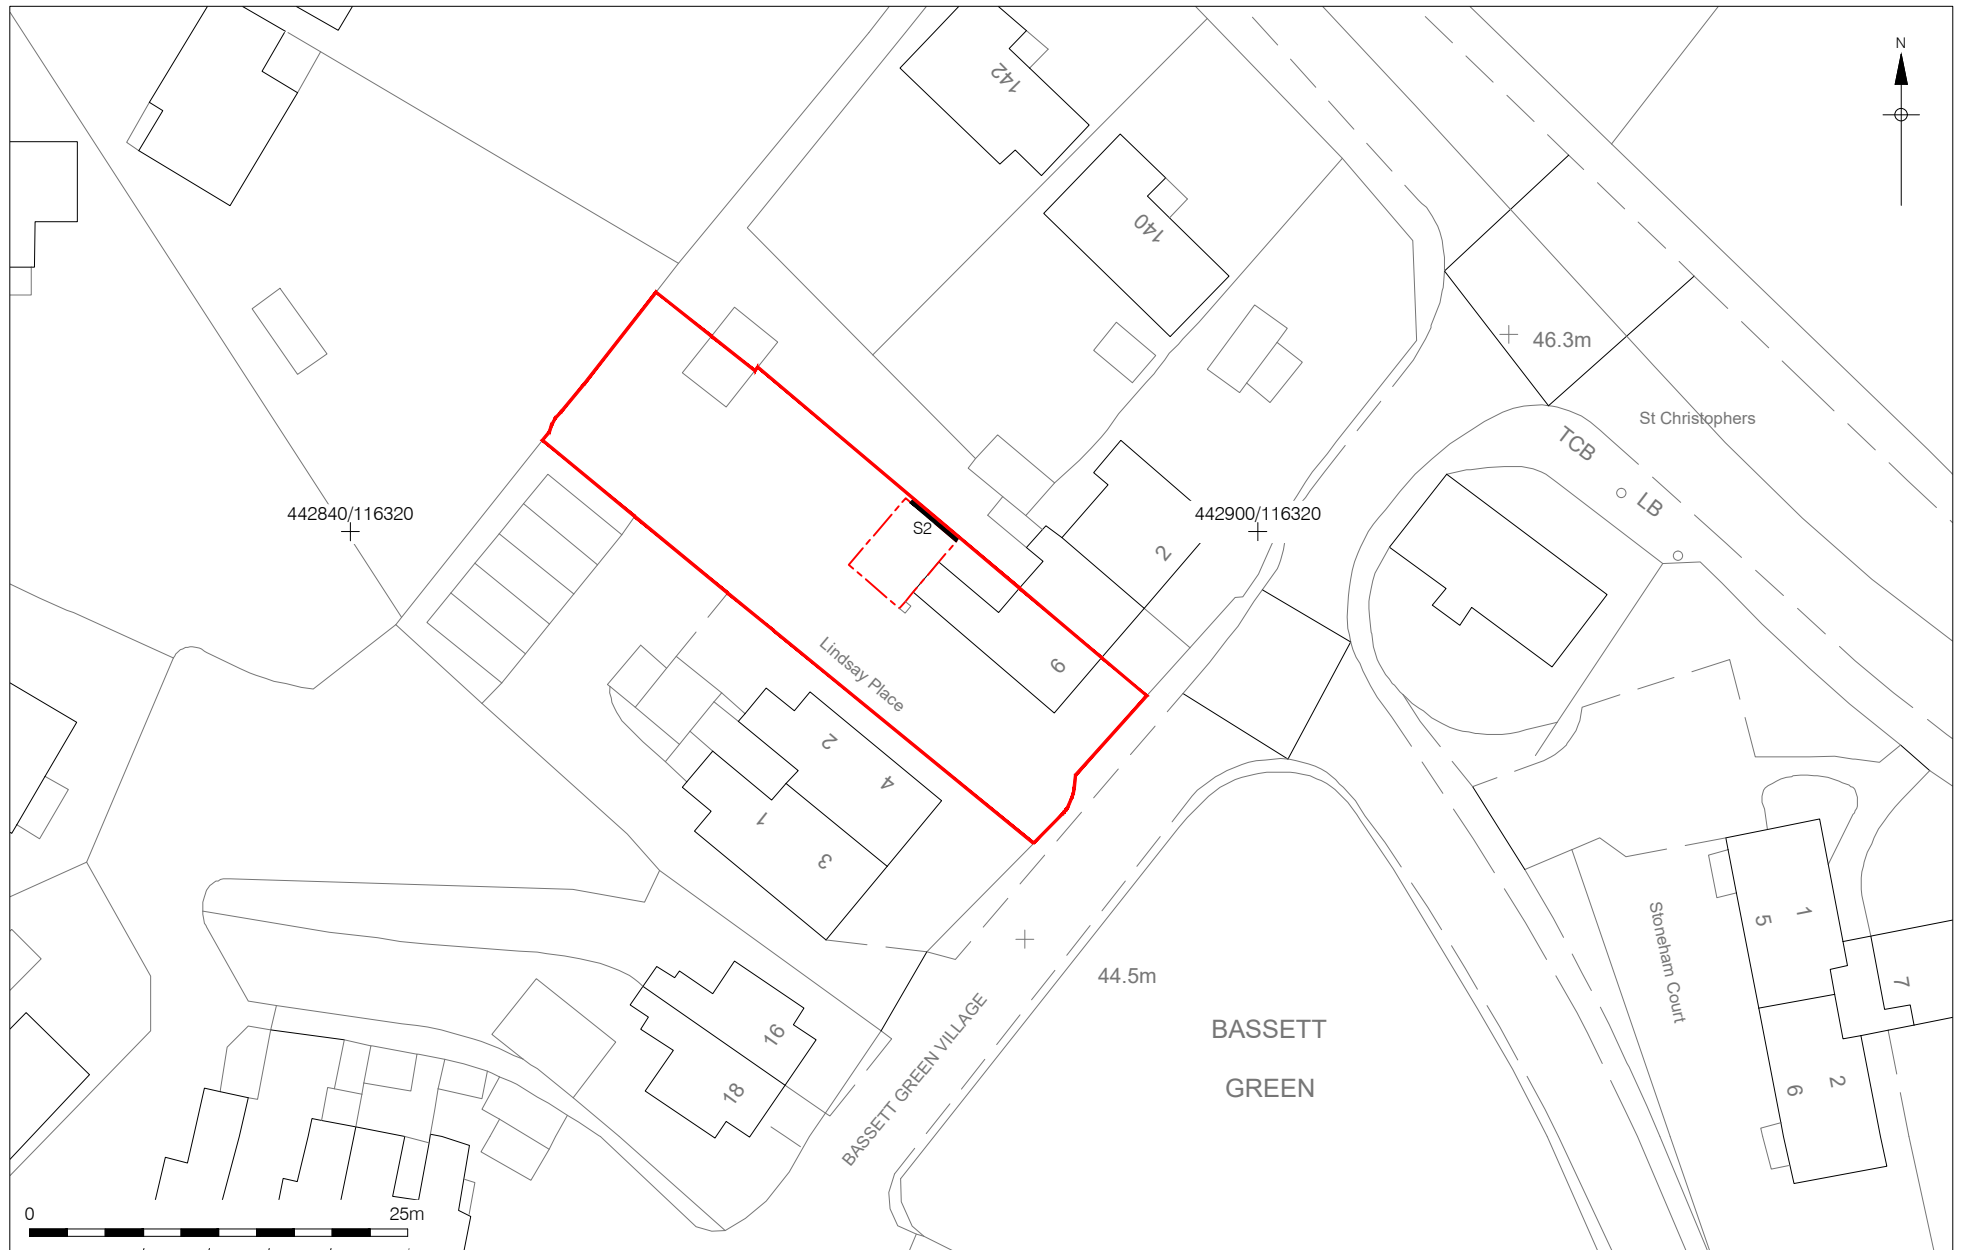 N
142
140
46.3m
St Christophers
TCB
LB
442840/116320
442900/116320
S2
2
6
Lindsay Place
2
4
1
3
44.5m
BASSETT
GREEN
BASSETT GREEN VILLAGE
16
18
Stoneham Court
1
5
7
2
6
0
25m